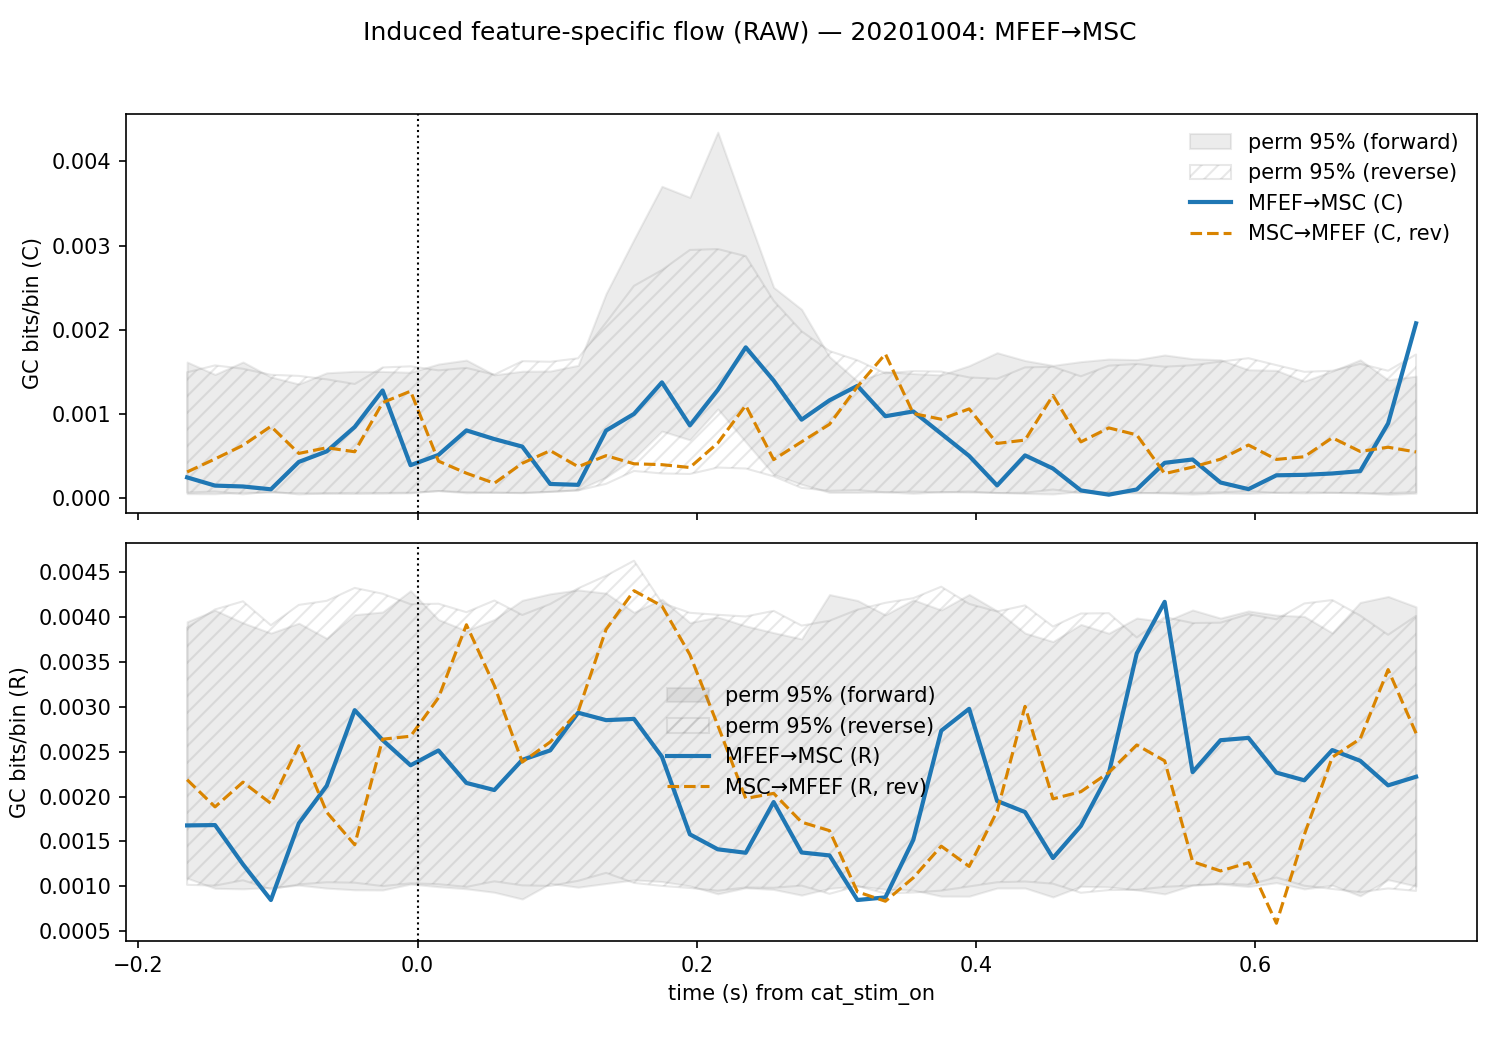 Induced feature-specific flow (RAW) — 20201004: MFEF→MSC
GC bits/bin (C)
0.004
0.003
0.002
0.001
0.000
perm 95% (forward)
perm 95% (reverse)
MFEF→MSC (C)
MSC→MFEF (C, rev)
GC bits/bin (R)
0.0045
0.0040
0.0035
0.0030
0.0025
0.0020
0.0015
0.0010
0.0005
perm 95% (forward)
perm 95% (reverse)
MFEF→MSC (R)
MSC→MFEF (R, rev)
−0.2
0.0
0.2
0.4
0.6
time (s) from cat_stim_on